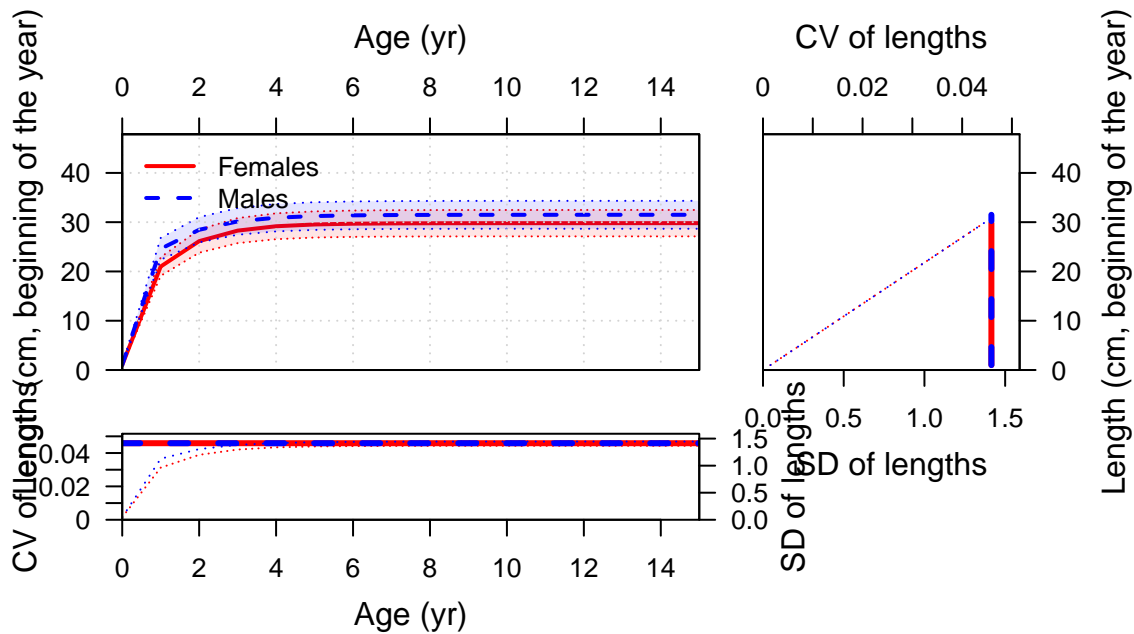 Age (yr)
0 2 4 6 8 10 12 14
CV of lengths
0 0.02 0.04
Length (cm, beginning of the year)
0 10 20 30 40
Females
Males
Length (cm, beginning of the year)
0 10 20 30 40
0.0 0.5 1.0 1.5
SD of lengths
CV of lengths
0 0.02 0.04
SD of lengths
0.0 0.5 1.0 1.5
0 2 4 6 8 10 12 14
Age (yr)